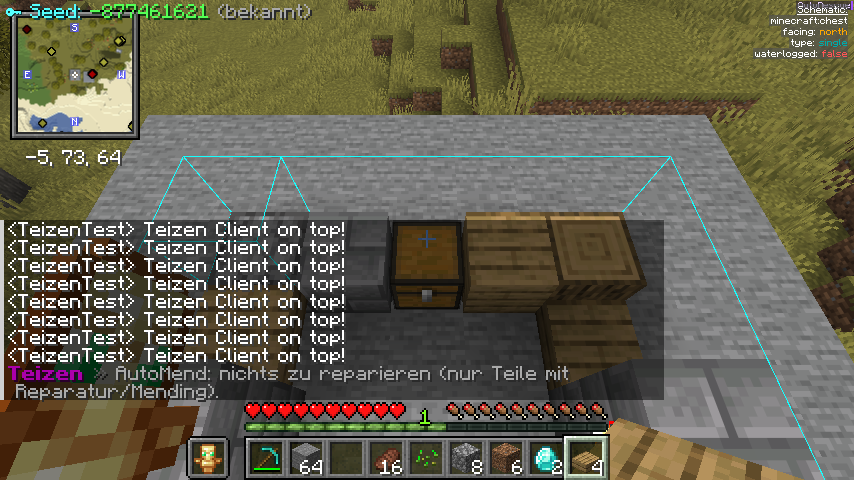 Seed: -877461621 (bekannt)
Schematic:
minecraft:chest
facing: north
type: single
waterlogged: false
S
E
W
N
-5, 73, 64
<TeizenTest> Teizen Client on top!
<TeizenTest> Teizen Client on top!
<TeizenTest> Teizen Client on top!
<TeizenTest> Teizen Client on top!
<TeizenTest> Teizen Client on top!
<TeizenTest> Teizen Client on top!
<TeizenTest> Teizen Client on top!
<TeizenTest> Teizen Client on top!
Teizen » AutoMend: nichts zu reparieren (nur Teile mit
Reparatur/Mending).
1
64 16 8 6 2 4